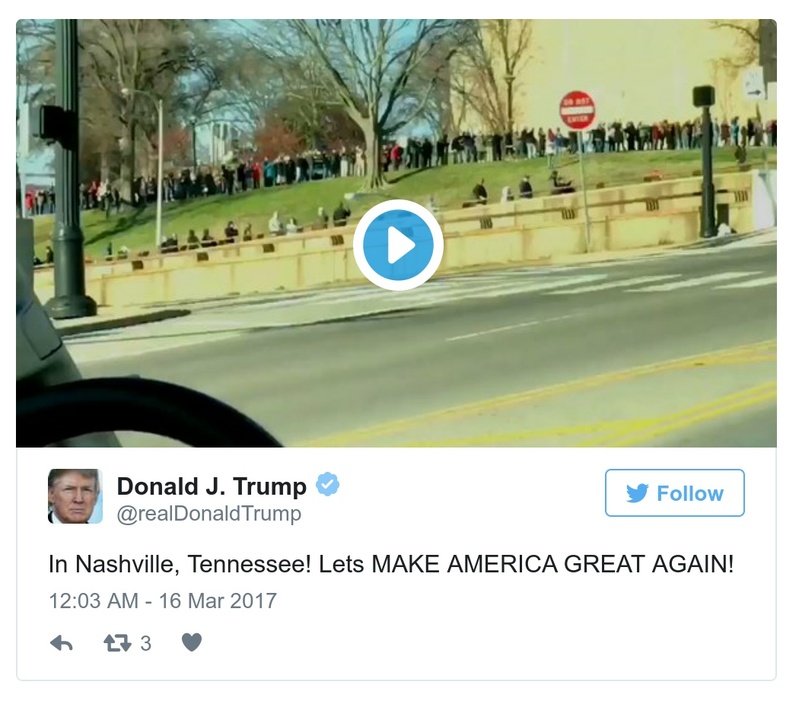 DO NOT
ENTER
Donald J. Trump
@realDonaldTrump
Follow
In Nashville, Tennessee! Lets MAKE AMERICA GREAT AGAIN!
12:03 AM - 16 Mar 2017
3